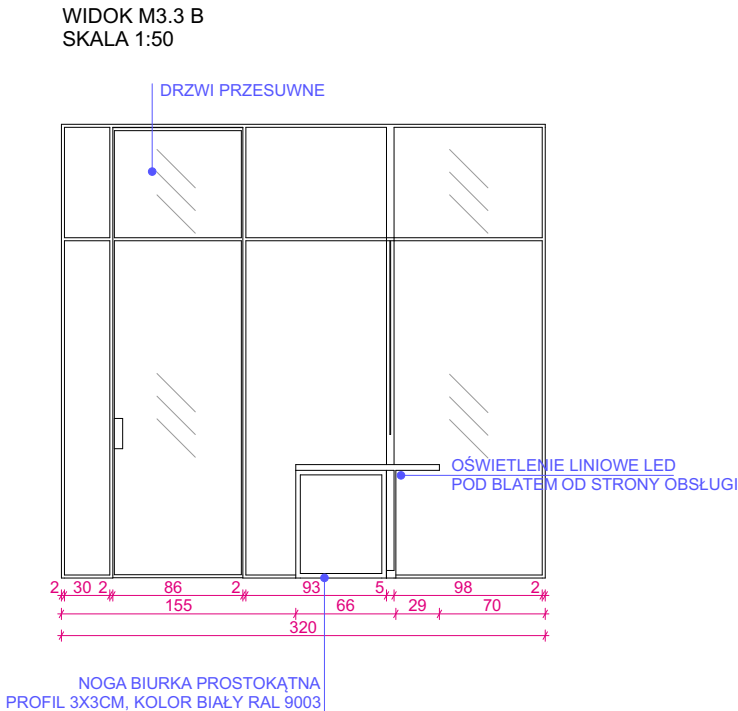 WIDOK M3.3 B
SKALA 1:50
DRZWI PRZESUWNE
OŚWIETLENIE LINIOWE LED
POD BLATEM OD STRONY OBSŁUGI
2 30 2 86 2 93 5 98 2
155 66 29 70
320
NOGA BIURKA PROSTOKĄTNA
PROFIL 3X3CM, KOLOR BIAŁY RAL 9003